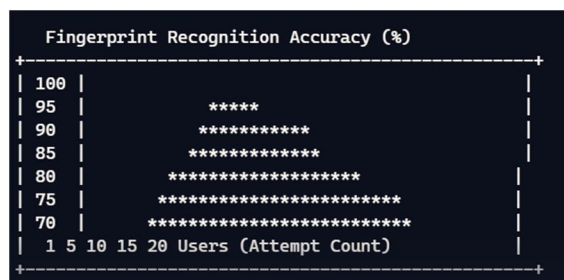 Fingerprint Recognition Accuracy (%)
+--------------------------------------------------+
| 100 |                                           |
| 95  |            *****                          |
| 90  |           ***********                     |
| 85  |          *************                    |
| 80  |        *******************               |
| 75  |       ************************           |
| 70  |      **************************          |
|  1 5 10 15 20 Users (Attempt Count)            |
+--------------------------------------------------+